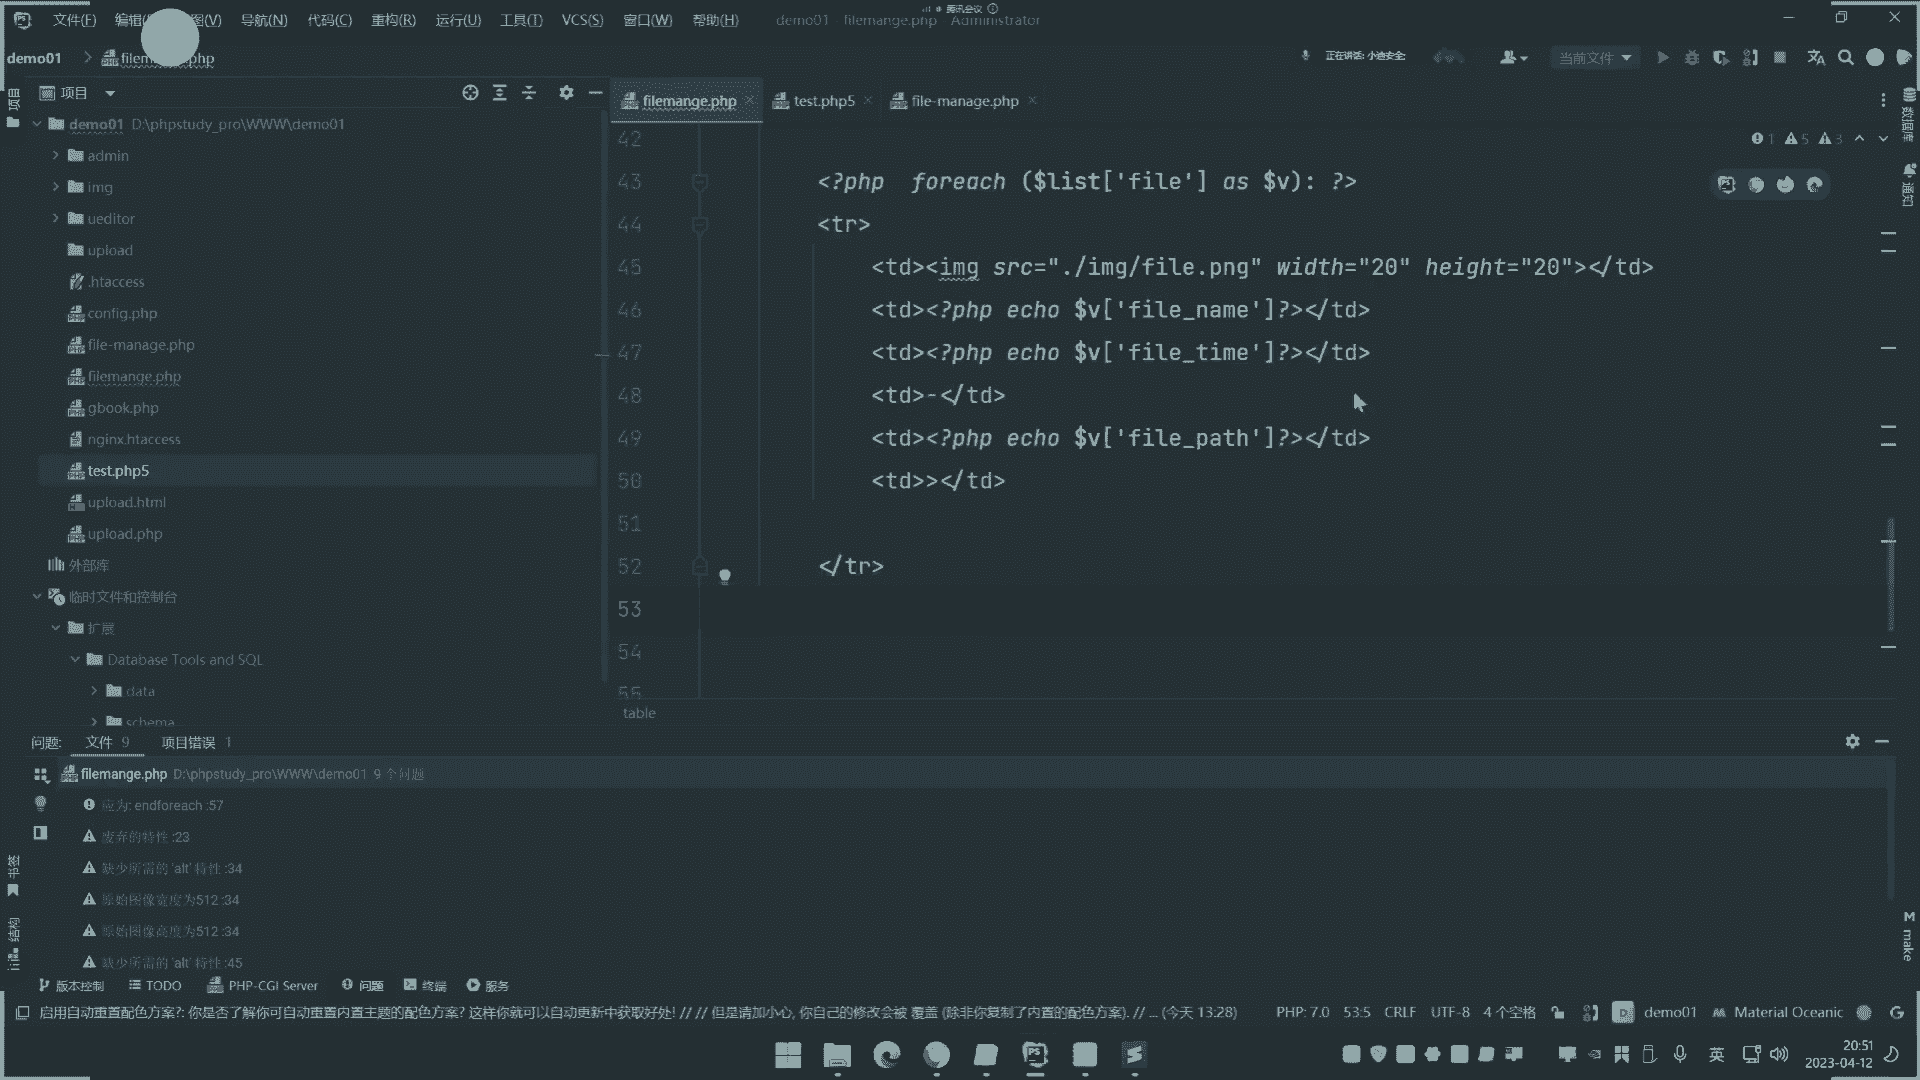 文件(F) 编辑 图(V) 导航(N) 代码(C) 重构(R) 运行(U) 工具(T) VCS(S) 窗口(W) 帮助(H) demo01 filemange.php - Administrator
腾讯会议
demo01 filemange.php
正在讲话: 小迪安全:
当前文件
项目
项目
demo01 D:\phpstudy_pro\WWW\demo01
admin
img
ueditor
upload
.htaccess
config.php
file-manage.php
filemange.php
gbook.php
nginx.htaccess
test.php5
upload.html
upload.php
外部库
临时文件和控制台
扩展
Database Tools and SQL
data
schema
filemange.php test.php5 file-manage.php
1 5 3
42
43 <?php  foreach ($list['file'] as $v): ?>
44 <tr>
45 <td><img src="./img/file.png" width="20" height="20"></td>
46 <td><?php echo $v['file_name']?></td>
47 <td><?php echo $v['file_time']?></td>
48 <td>-</td>
49 <td><?php echo $v['file_path']?></td>
50 <td>></td>
51
52 </tr>
53
54
55
table
数据库
通知
问题: 文件 9 项目错误 1
filemange.php D:\phpstudy_pro\WWW\demo01 9 个问题
应为: endforeach :57
废弃的特性 :23
缺少所需的 'alt' 特性 :34
原始图像宽度为512 :34
原始图像高度为512 :34
缺少所需的 'alt' 特性 :45
书签
结构
M make
版本控制 TODO PHP-CGI Server 问题 终端 服务
启用自动重置配色方案?: 你是否了解你可自动重置内置主题的配色方案? 这样你就可以自动更新中获取好处! // // 但是请加小心, 你自己的修改会被 覆盖 (除非你复制了内置的配色方案). // ... (今天 13:28) PHP: 7.0 53:5 CRLF UTF-8 4 个空格 demo01 Material Oceanic
英
20:51
2023-04-12